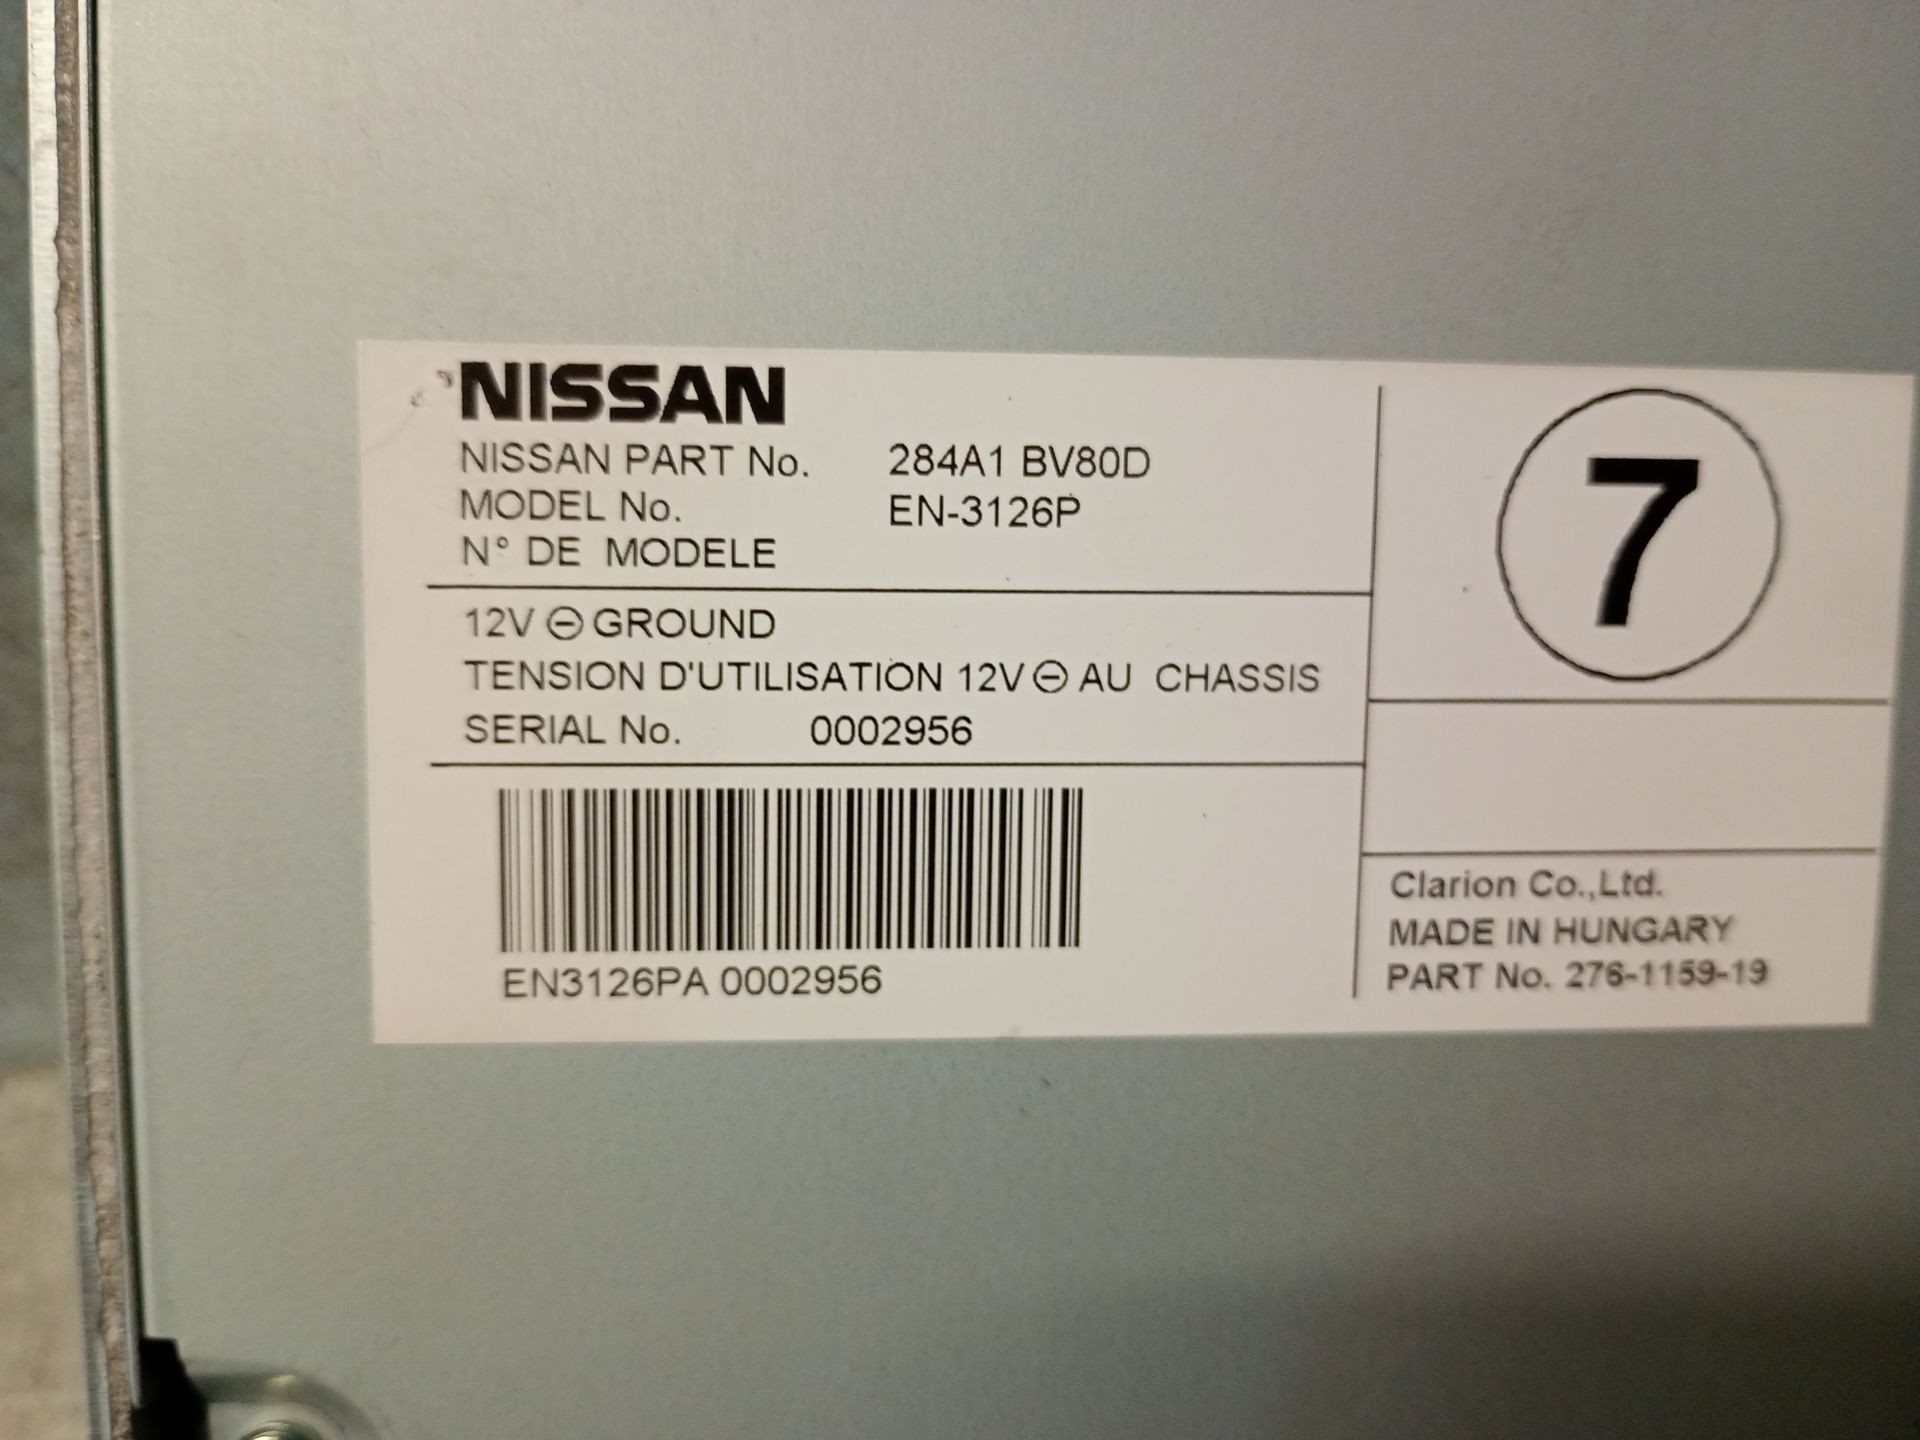 NISSAN
NISSAN PART No. 284A1 BV80D
MODEL No. EN-3126P
N° DE MODELE
12V ⊖ GROUND
TENSION D'UTILISATION 12V ⊖ AU CHASSIS
SERIAL No. 0002956
EN3126PA 0002956
7
Clarion Co.,Ltd.
MADE IN HUNGARY
PART No. 276-1159-19